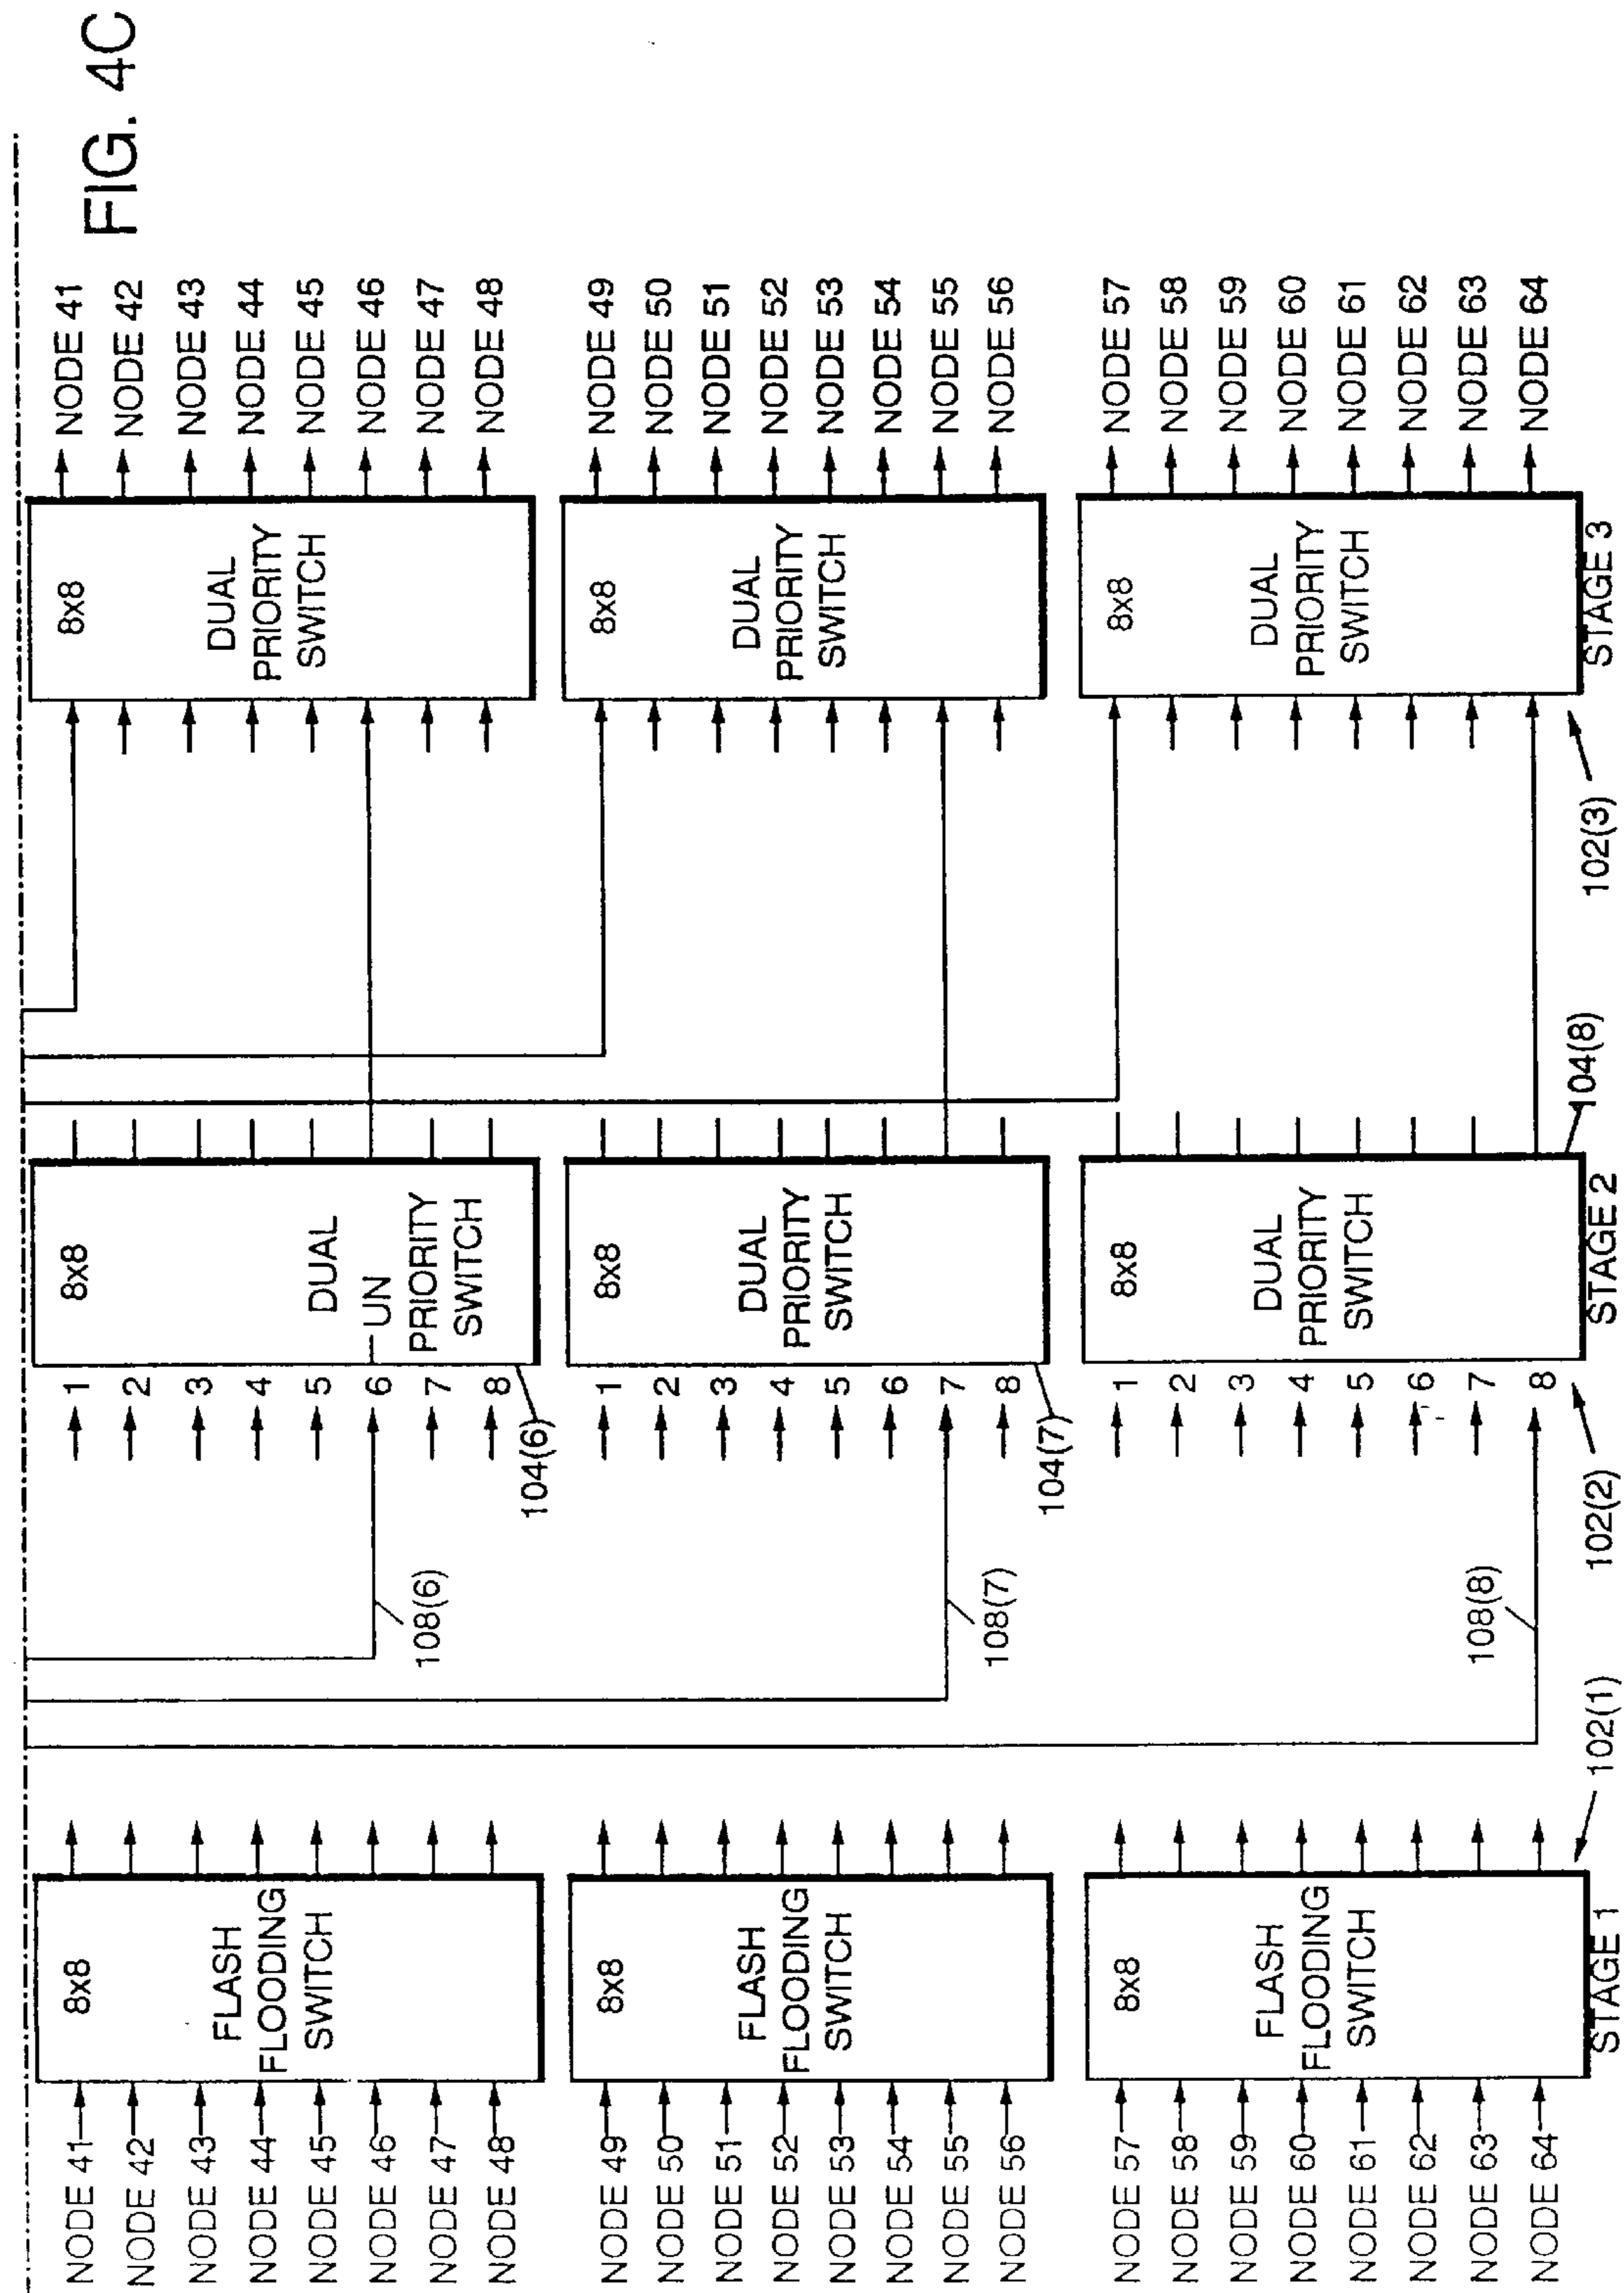 FIG. 4C
NODE 41
NODE 42
NODE 43
NODE 44
NODE 45
NODE 46
NODE 47
NODE 48
8x8
FLASH
FLOODING
SWITCH
108(6)
1
2
3
4
5
6
7
8
8x8
DUAL
UN
PRIORITY
SWITCH
104(6)
8x8
DUAL
PRIORITY
SWITCH
NODE 41
NODE 42
NODE 43
NODE 44
NODE 45
NODE 46
NODE 47
NODE 48
NODE 49
NODE 50
NODE 51
NODE 52
NODE 53
NODE 54
NODE 55
NODE 56
8x8
FLASH
FLOODING
SWITCH
108(7)
1
2
3
4
5
6
7
8
8x8
DUAL
PRIORITY
SWITCH
104(7)
8x8
DUAL
PRIORITY
SWITCH
NODE 49
NODE 50
NODE 51
NODE 52
NODE 53
NODE 54
NODE 55
NODE 56
NODE 57
NODE 58
NODE 59
NODE 60
NODE 61
NODE 62
NODE 63
NODE 64
8x8
FLASH
FLOODING
SWITCH
108(8)
1
2
3
4
5
6
7
8
8x8
DUAL
PRIORITY
SWITCH
104(8)
8x8
DUAL
PRIORITY
SWITCH
NODE 57
NODE 58
NODE 59
NODE 60
NODE 61
NODE 62
NODE 63
NODE 64
STAGE 1
102(1)
STAGE 2
102(2)
STAGE 3
102(3)